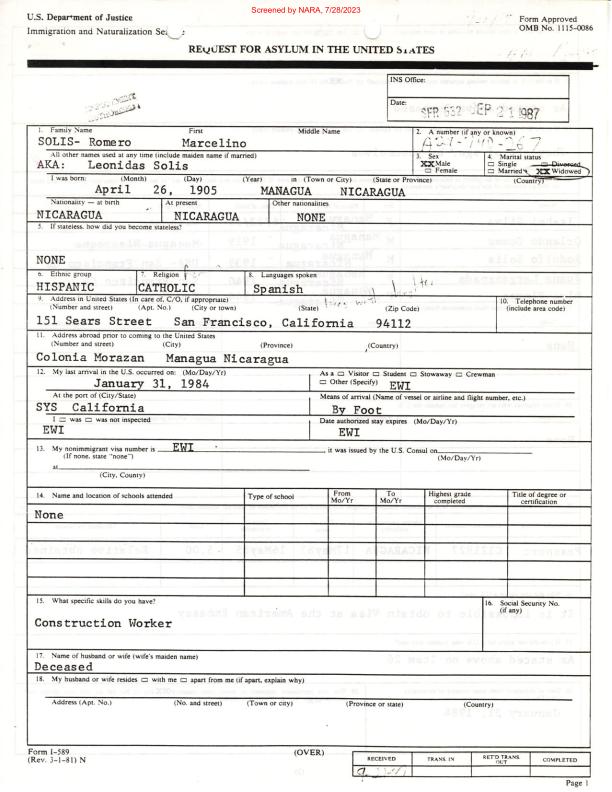 Screened by NARA, 7/28/2023
U.S. Department of Justice
Immigration and Naturalization
Form Approved
OMB No. 1115-0086
REQUEST FOR ASYLUM IN THE UNITED STATES
INS Office:
Date:
SFR 632 SEP 21 1987
1. Family Name First Middle Name
SOLIS- Romero Marcelino
2. A number (if any or known)
All other names used at any time (include maiden name if married)
AKA: Leonidas Solis
3. Sex
XX Male
Female
4. Marital status
Single Divorced
Married XX Widowed
I was born: (Month) (Day) (Year) in (Town or City) (State or Province) (Country)
April 26, 1905 MANAGUA NICARAGUA
Nationality — at birth At present Other nationalities
NICARAGUA NICARAGUA NONE
5. If stateless, how did you become stateless?
NONE
6. Ethnic group 7. Religion 8. Languages spoken
HISPANIC CATHOLIC Spanish
9. Address in United States (In care of, C/O, if appropriate)
(Number and street) (Apt. No.) (City or town) (State) (Zip Code)
151 Sears Street San Francisco, California 94112
10. Telephone number
(include area code)
11. Address abroad prior to coming to the United States
(Number and street) (City) (Province) (Country)
Colonia Morazan Managua Nicaragua
12. My last arrival in the U.S. occurred on: (Mo/Day/Yr)
January 31, 1984
As a Visitor Student Stowaway Crewman
Other (Specify) EWI
At the port of (City/State)
SYS California
Means of arrival (Name of vessel or airline and flight number, etc.)
By Foot
I was was not inspected
EWI
Date authorized stay expires (Mo/Day/Yr)
EWI
13. My nonimmigrant visa number is EWI, it was issued by the U.S. Consul on
(If none, state "none") (Mo/Day/Yr)
at
(City, County)
14. Name and location of schools attended Type of school From Mo/Yr To Mo/Yr Highest grade completed Title of degree or certification
None
15. What specific skills do you have?
Construction Worker
16. Social Security No.
(if any)
17. Name of husband or wife (wife's maiden name)
Deceased
18. My husband or wife resides with me apart from me (if apart, explain why)
Address (Apt. No.) (No. and street) (Town or city) (Province or state) (Country)
Form I-589
(Rev. 3-1-81) N
(OVER)
RECEIVED TRANS. IN RET'D TRANS. OUT COMPLETED
Page 1